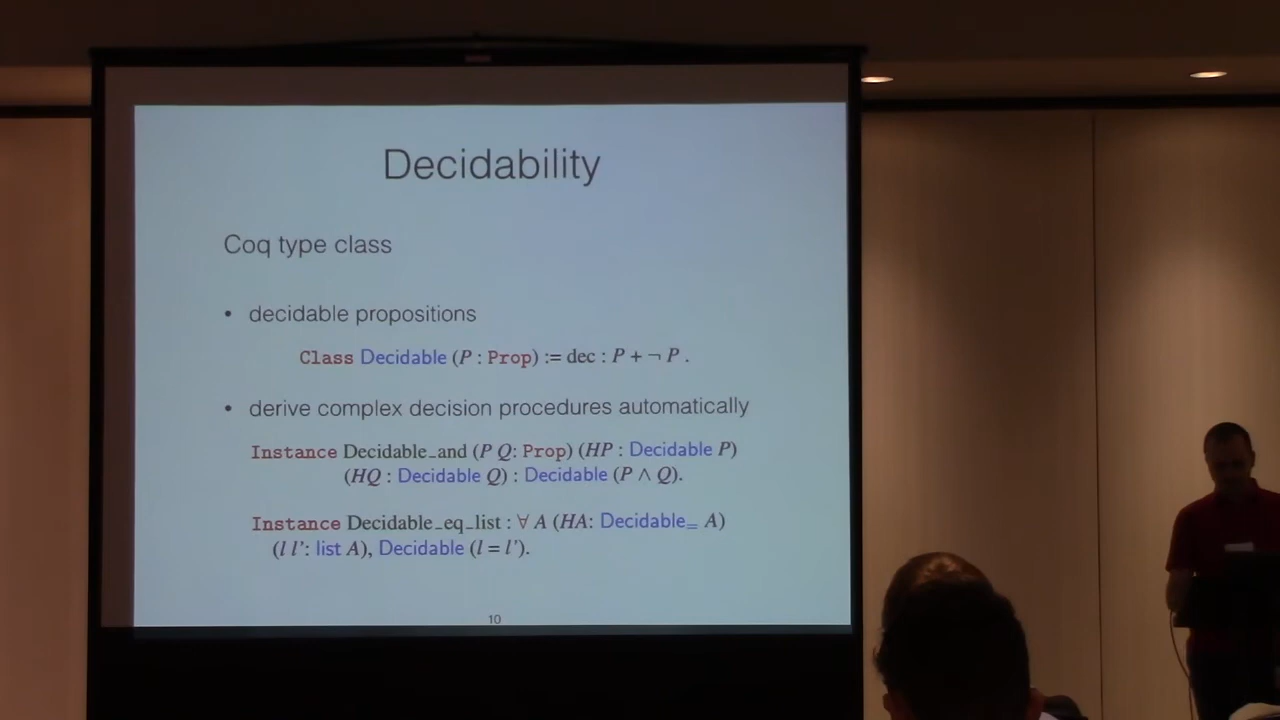 Decidability
Coq type class
• decidable propositions
Class Decidable (P : Prop) := dec : P + ¬ P .
• derive complex decision procedures automatically
Instance Decidable_and (P Q: Prop) (HP : Decidable P)
(HQ : Decidable Q) : Decidable (P ∧ Q).
Instance Decidable_eq_list : ∀ A (HA: Decidable= A)
(l l': list A), Decidable (l = l').
10